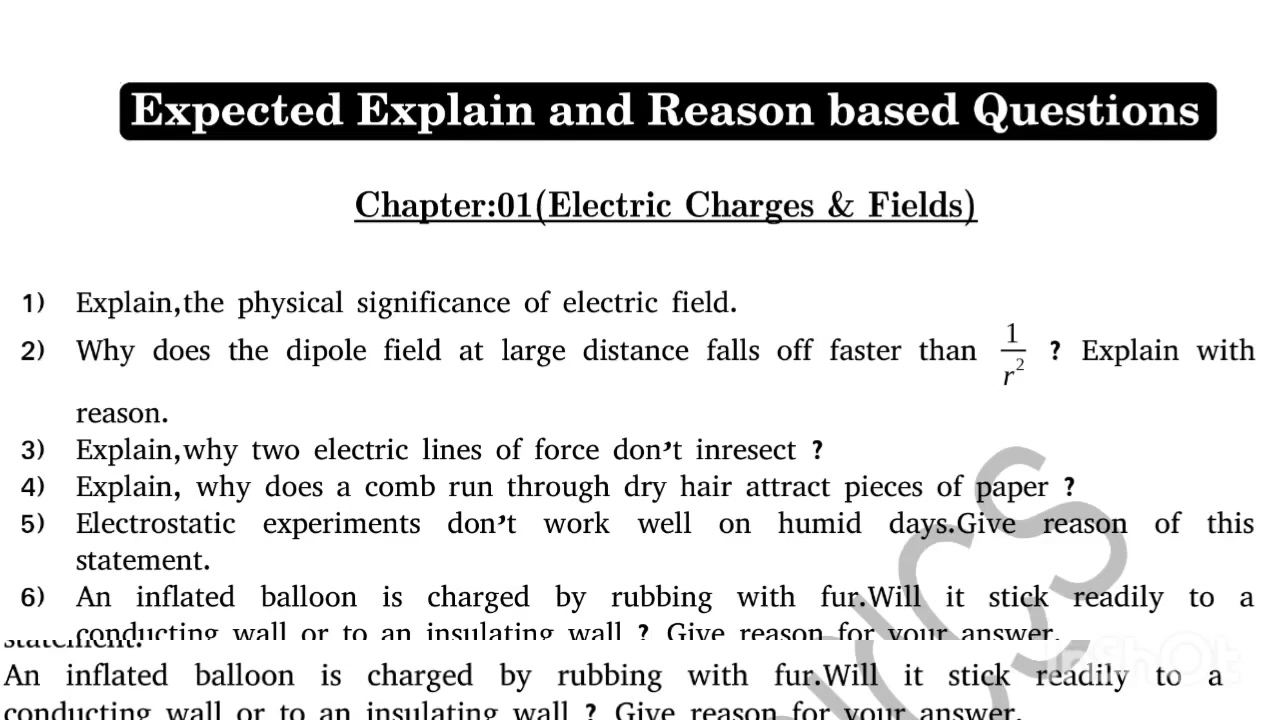 Expected Explain and Reason based Questions
Chapter:01(Electric Charges & Fields)
1) Explain,the physical significance of electric field.
2) Why does the dipole field at large distance falls off faster than 1/r² ? Explain with
reason.
3) Explain,why two electric lines of force don't inresect ?
4) Explain, why does a comb run through dry hair attract pieces of paper ?
5) Electrostatic experiments don't work well on humid days.Give reason of this
statement.
6) An inflated balloon is charged by rubbing with fur.Will it stick readily to a
conducting wall or to an insulating wall ? Give reason for your answer.
statement.
An inflated balloon is charged by rubbing with fur.Will it stick readily to a
conducting wall or to an insulating wall ? Give reason for your answer.
InShOt